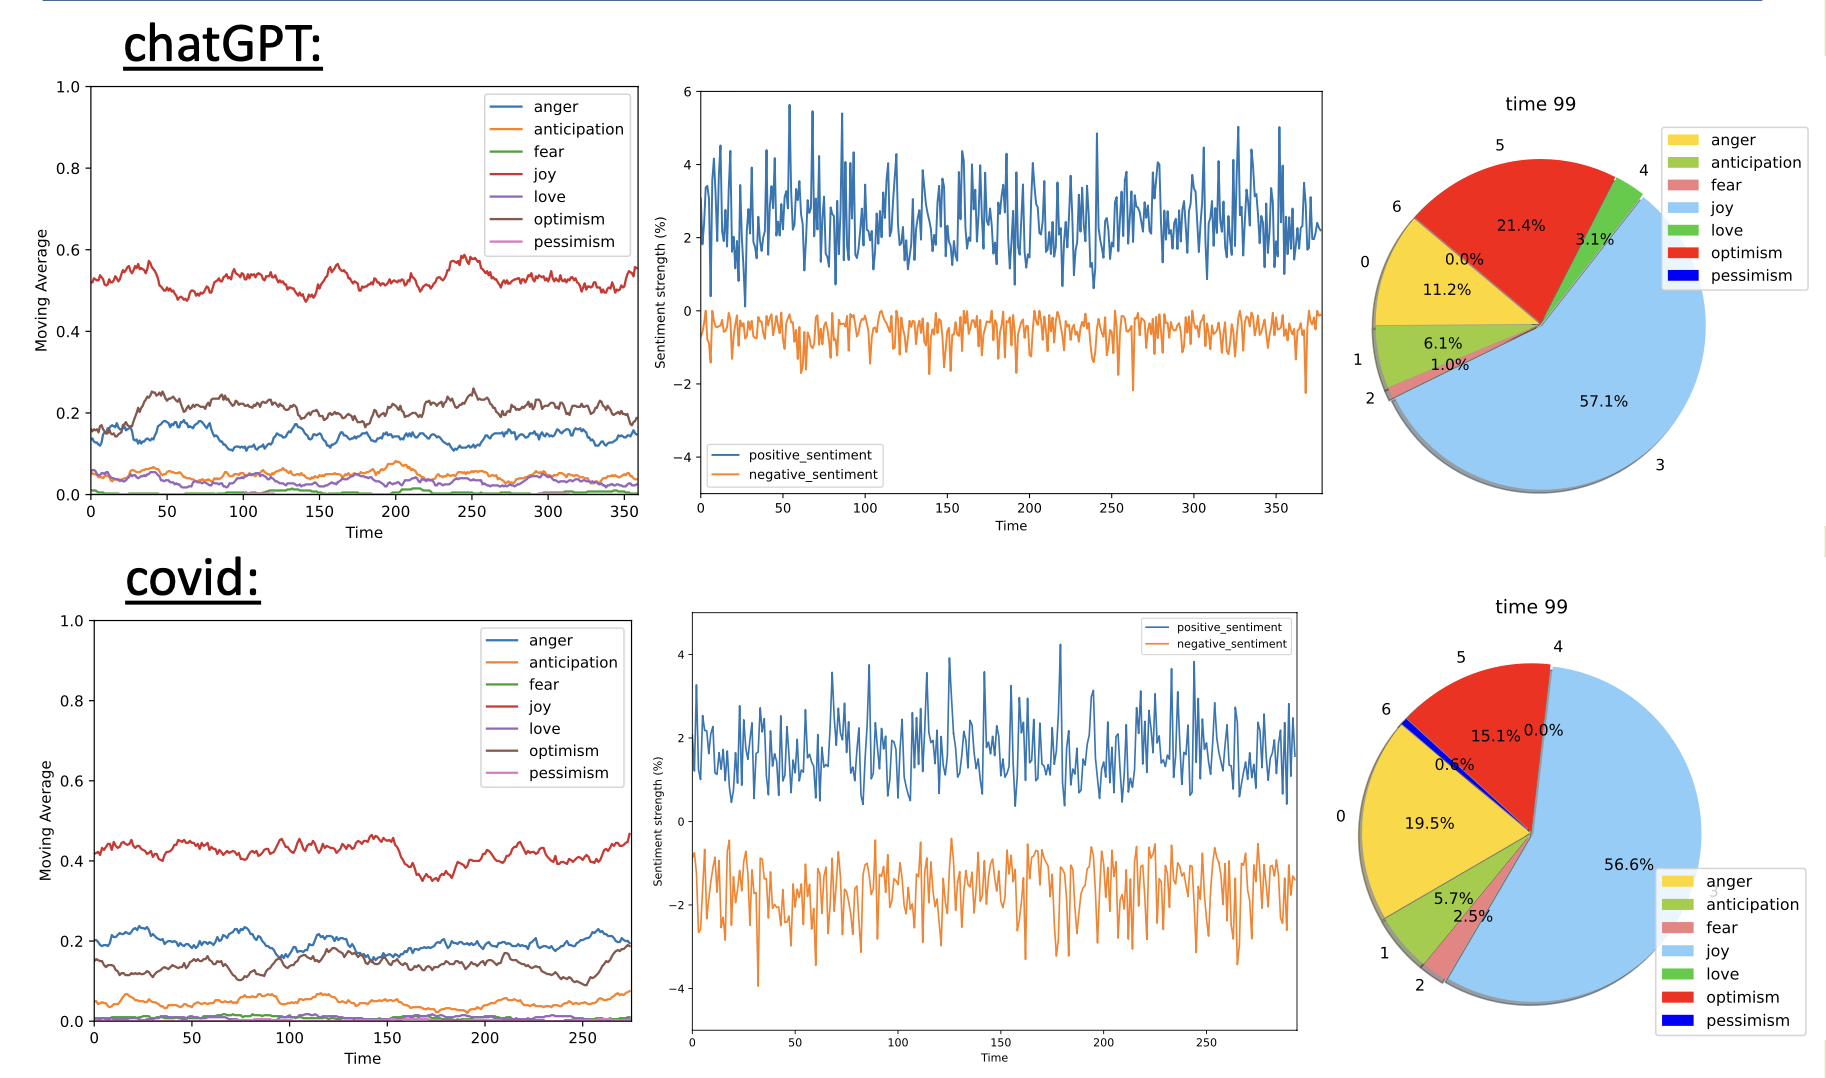 chatGPT:
1.0
0.8
0.6
0.4
0.2
0.0
Moving Average
anger
anticipation
fear
joy
love
optimism
pessimism
0 50 100 150 200 250 300 350
Time
6
4
2
0
−2
−4
Sentiment strength (%)
positive_sentiment
negative_sentiment
0 50 100 150 200 250 300 350
Time
time 99
5
4
6
0
1
2
3
21.4%
3.1%
0.0%
11.2%
6.1%
1.0%
57.1%
anger
anticipation
fear
joy
love
optimism
pessimism
covid:
1.0
0.8
0.6
0.4
0.2
0.0
Moving Average
anger
anticipation
fear
joy
love
optimism
pessimism
0 50 100 150 200 250
Time
4
2
0
−2
−4
Sentiment strength (%)
positive_sentiment
negative_sentiment
0 50 100 150 200 250
Time
time 99
5
4
6
0
1
2
3
15.1%
0.0%
0.6%
19.5%
56.6%
5.7%
2.5%
anger
anticipation
fear
joy
love
optimism
pessimism